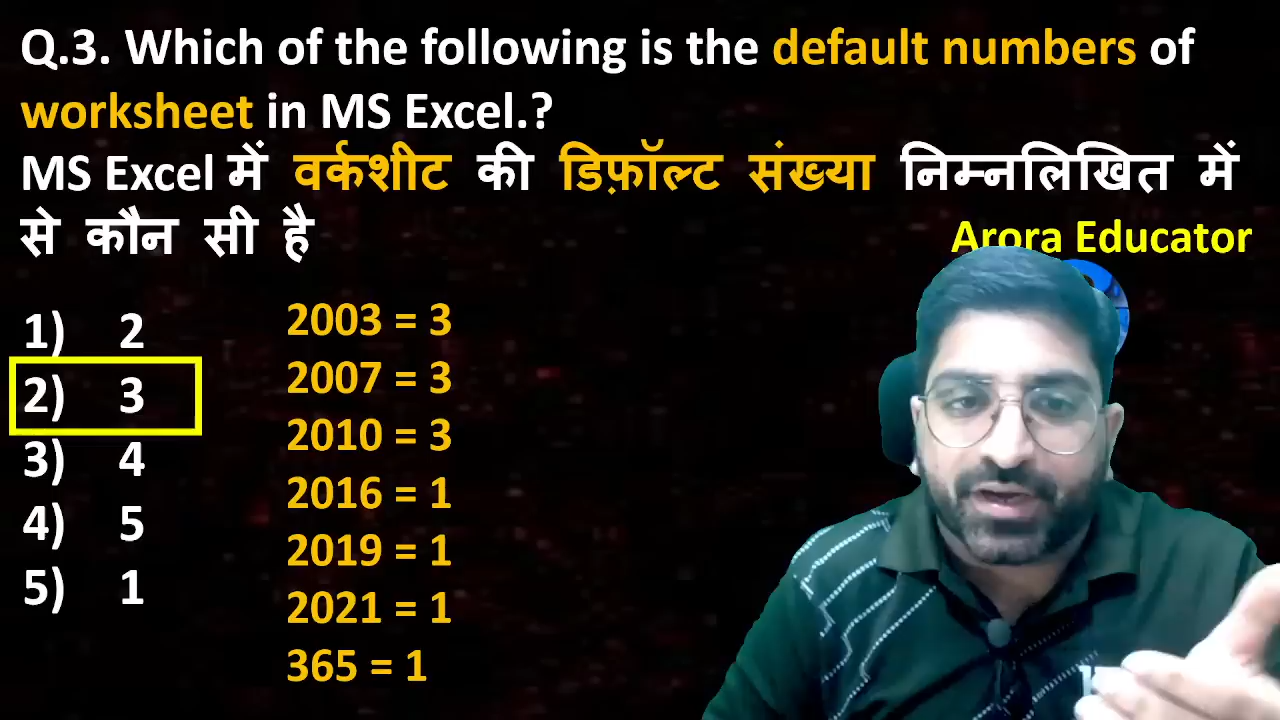 Q.3. Which of the following is the default numbers of
worksheet in MS Excel.?
MS Excel में वर्कशीट की डिफ़ॉल्ट संख्या निम्नलिखित में
से कौन सी है
Arora Educator
1) 2
2) 3
3) 4
4) 5
5) 1
2003 = 3
2007 = 3
2010 = 3
2016 = 1
2019 = 1
2021 = 1
365 = 1